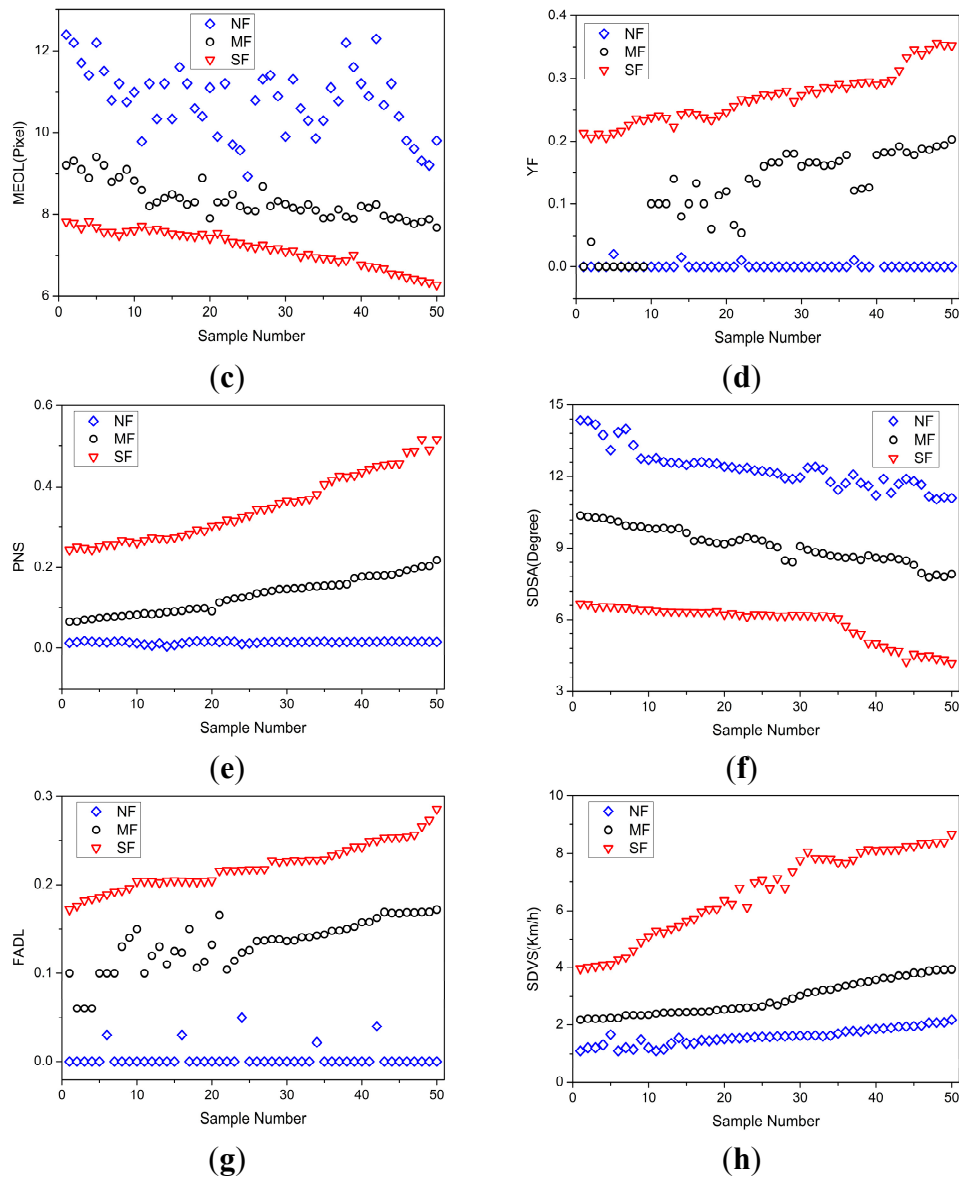 MEOL(Pixel)
12
10
8
6
NF
MF
SF
0 10 20 30 40 50
Sample Number
(c)
YF
0.4
0.3
0.2
0.1
0.0
NF
MF
SF
0 10 20 30 40 50
Sample Number
(d)
PNS
0.6
0.4
0.2
0.0
NF
MF
SF
0 10 20 30 40 50
Sample Number
(e)
SDSA(Degree)
15
12
9
6
3
NF
MF
SF
0 10 20 30 40 50
Sample Number
(f)
FADL
0.3
0.2
0.1
0.0
NF
MF
SF
0 10 20 30 40 50
Sample Number
(g)
SDVS(Km/h)
10
8
6
4
2
0
NF
MF
SF
0 10 20 30 40 50
Sample Number
(h)